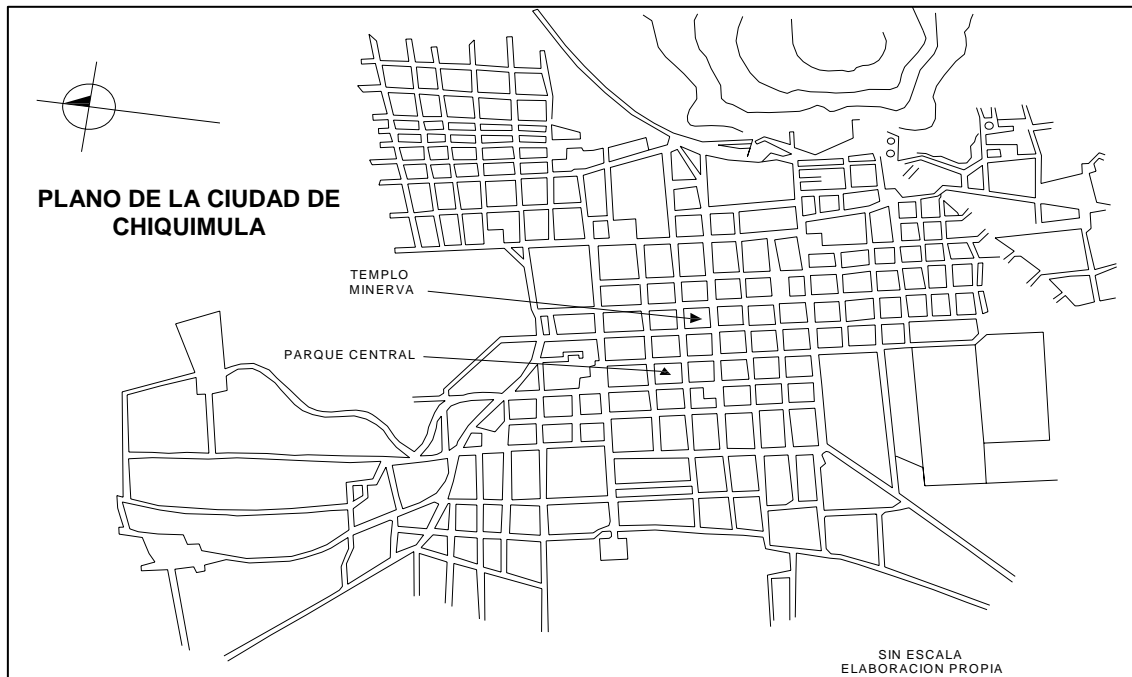 PLANO DE LA CIUDAD DE
CHIQUIMULA
TEMPLO
MINERVA
PARQUE CENTRAL
SIN ESCALA
ELABORACION PROPIA